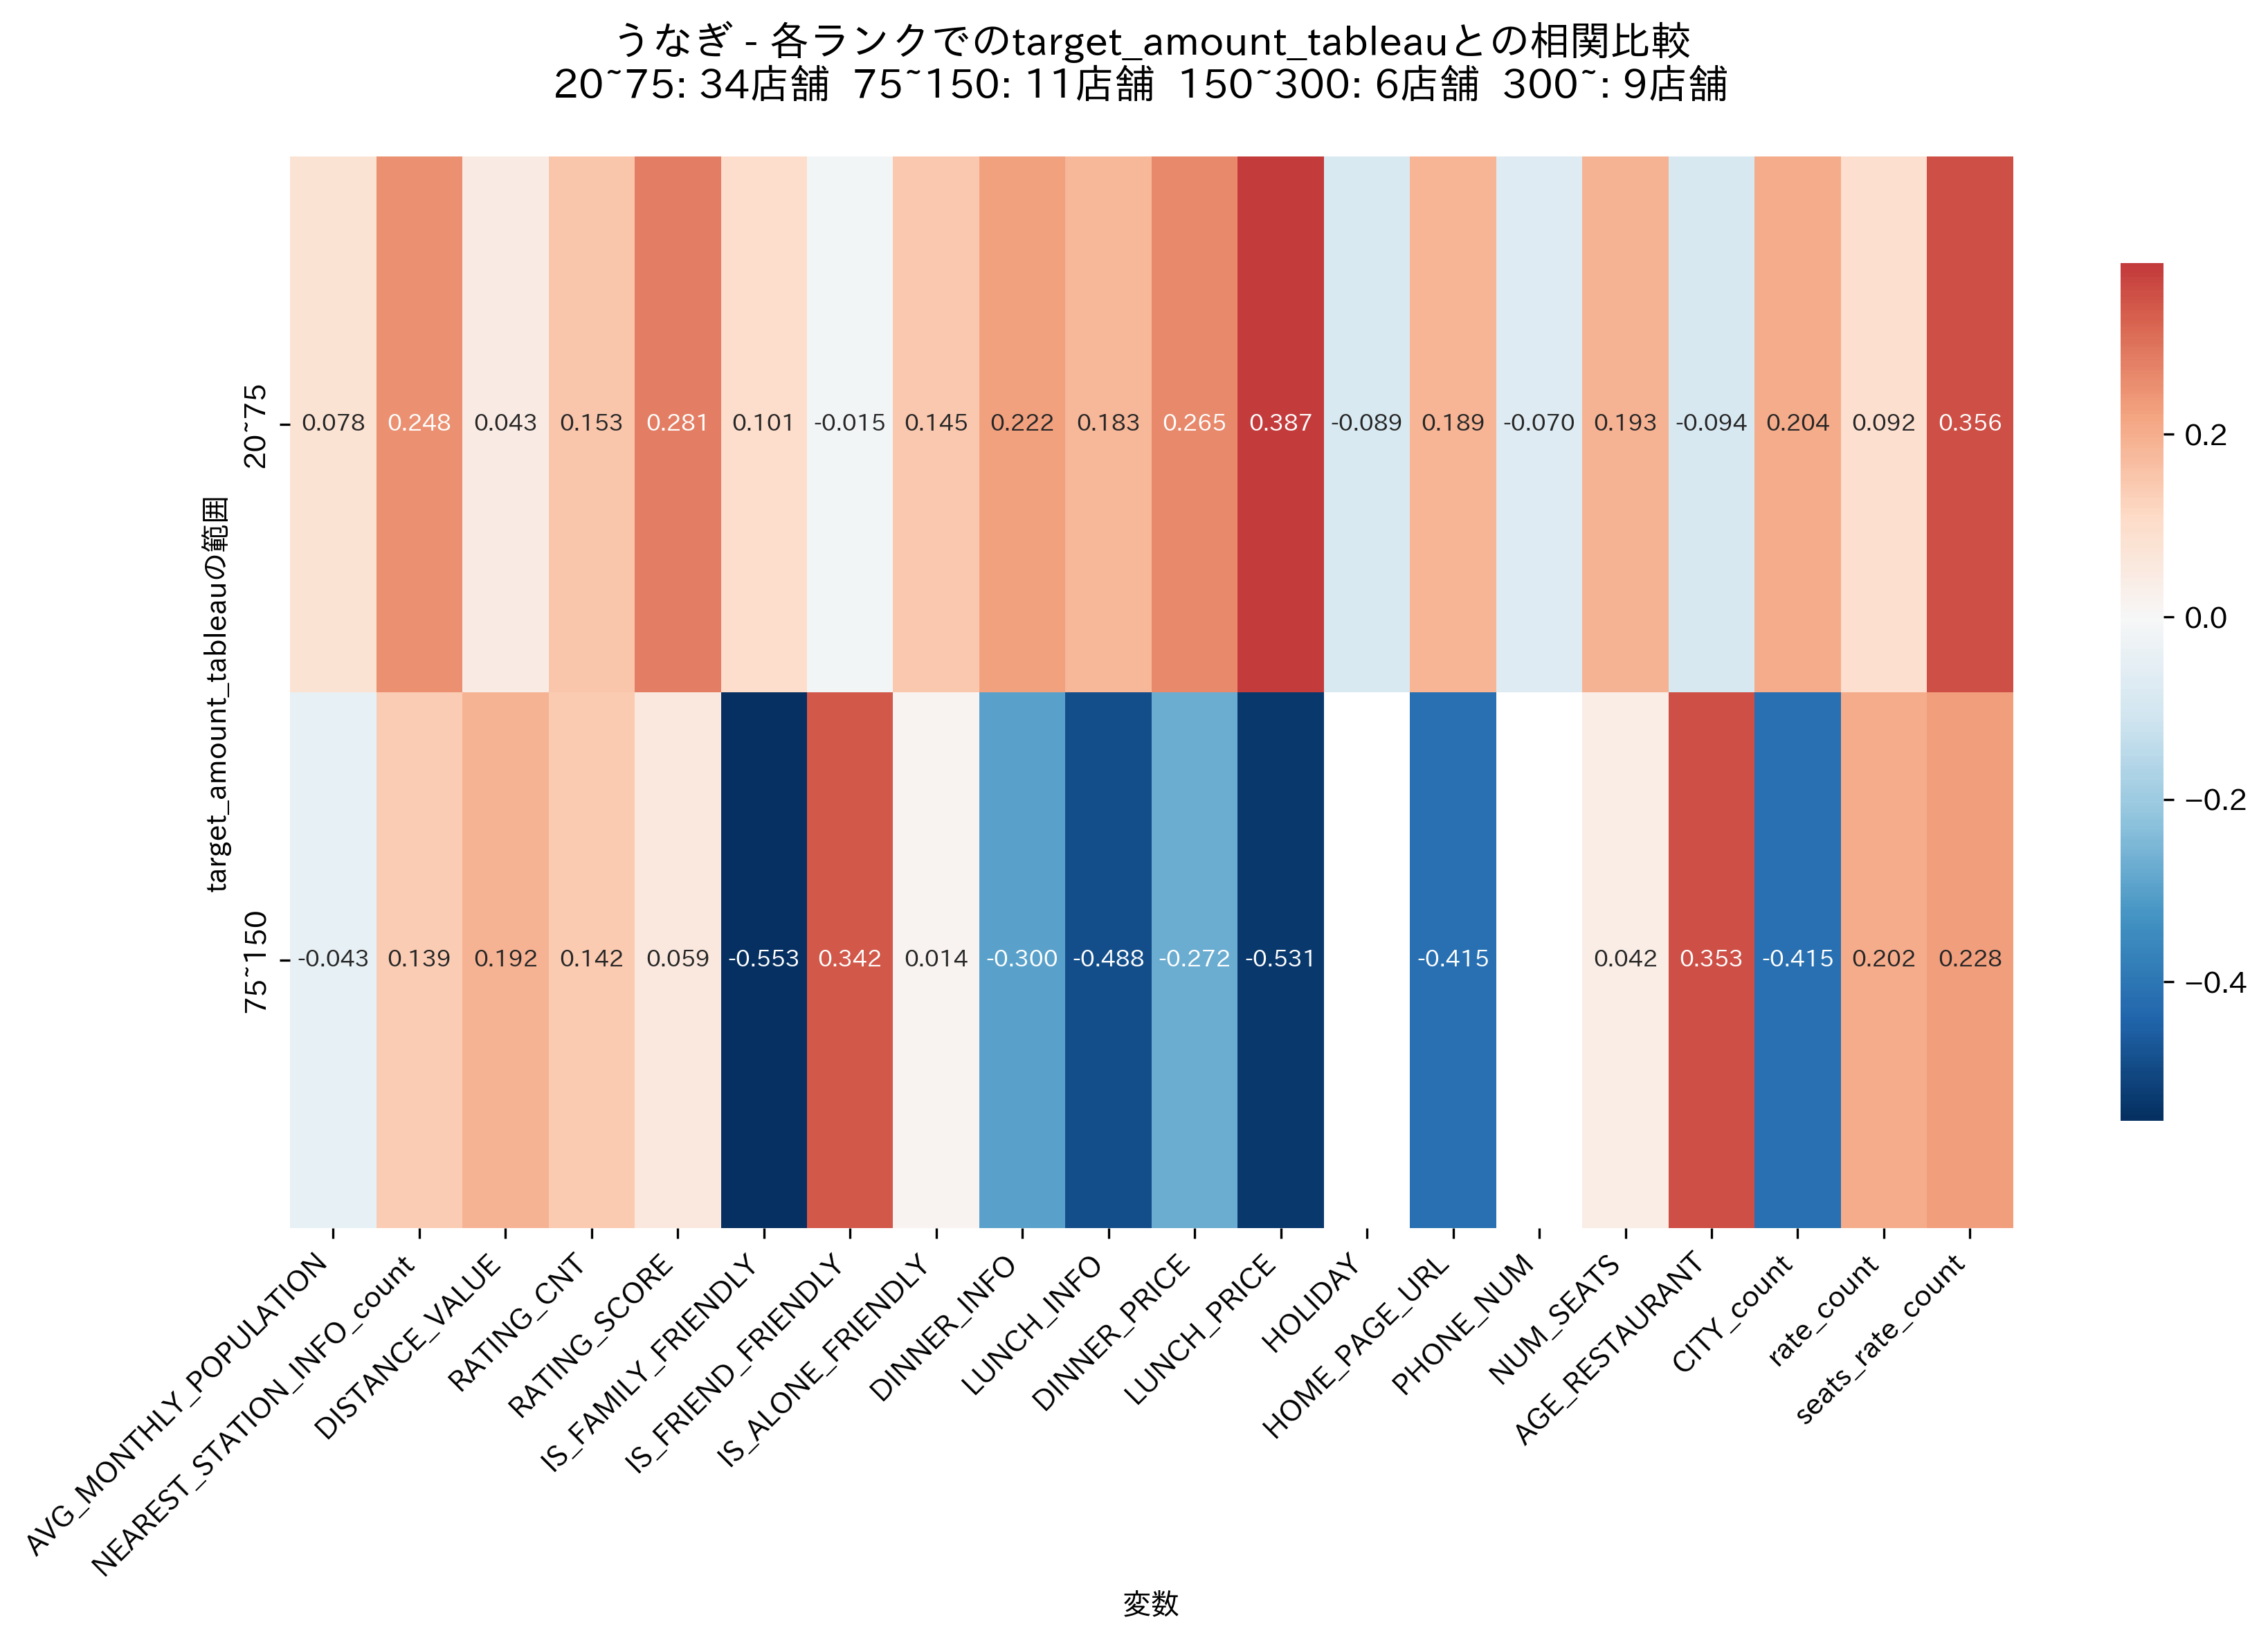 うなぎ - 各ランクでのtarget_amount_tableauとの相関比較
20~75: 34店舗  75~150: 11店舗  150~300: 6店舗  300~: 9店舗
target_amount_tableauの範囲
20~75
0.078 0.248 0.043 0.153 0.281 0.101 -0.015 0.145 0.222 0.183 0.265 0.387 -0.089 0.189 -0.070 0.193 -0.094 0.204 0.092 0.356
75~150
-0.043 0.139 0.192 0.142 0.059 -0.553 0.342 0.014 -0.300 -0.488 -0.272 -0.531 -0.415 0.042 0.353 -0.415 0.202 0.228
AVG_MONTHLY_POPULATION
NEAREST_STATION_INFO_count
DISTANCE_VALUE
RATING_CNT
RATING_SCORE
IS_FAMILY_FRIENDLY
IS_FRIEND_FRIENDLY
IS_ALONE_FRIENDLY
DINNER_INFO
LUNCH_INFO
DINNER_PRICE
LUNCH_PRICE
HOLIDAY
HOME_PAGE_URL
PHONE_NUM
NUM_SEATS
AGE_RESTAURANT
CITY_count
rate_count
seats_rate_count
変数
0.2
0.0
−0.2
−0.4